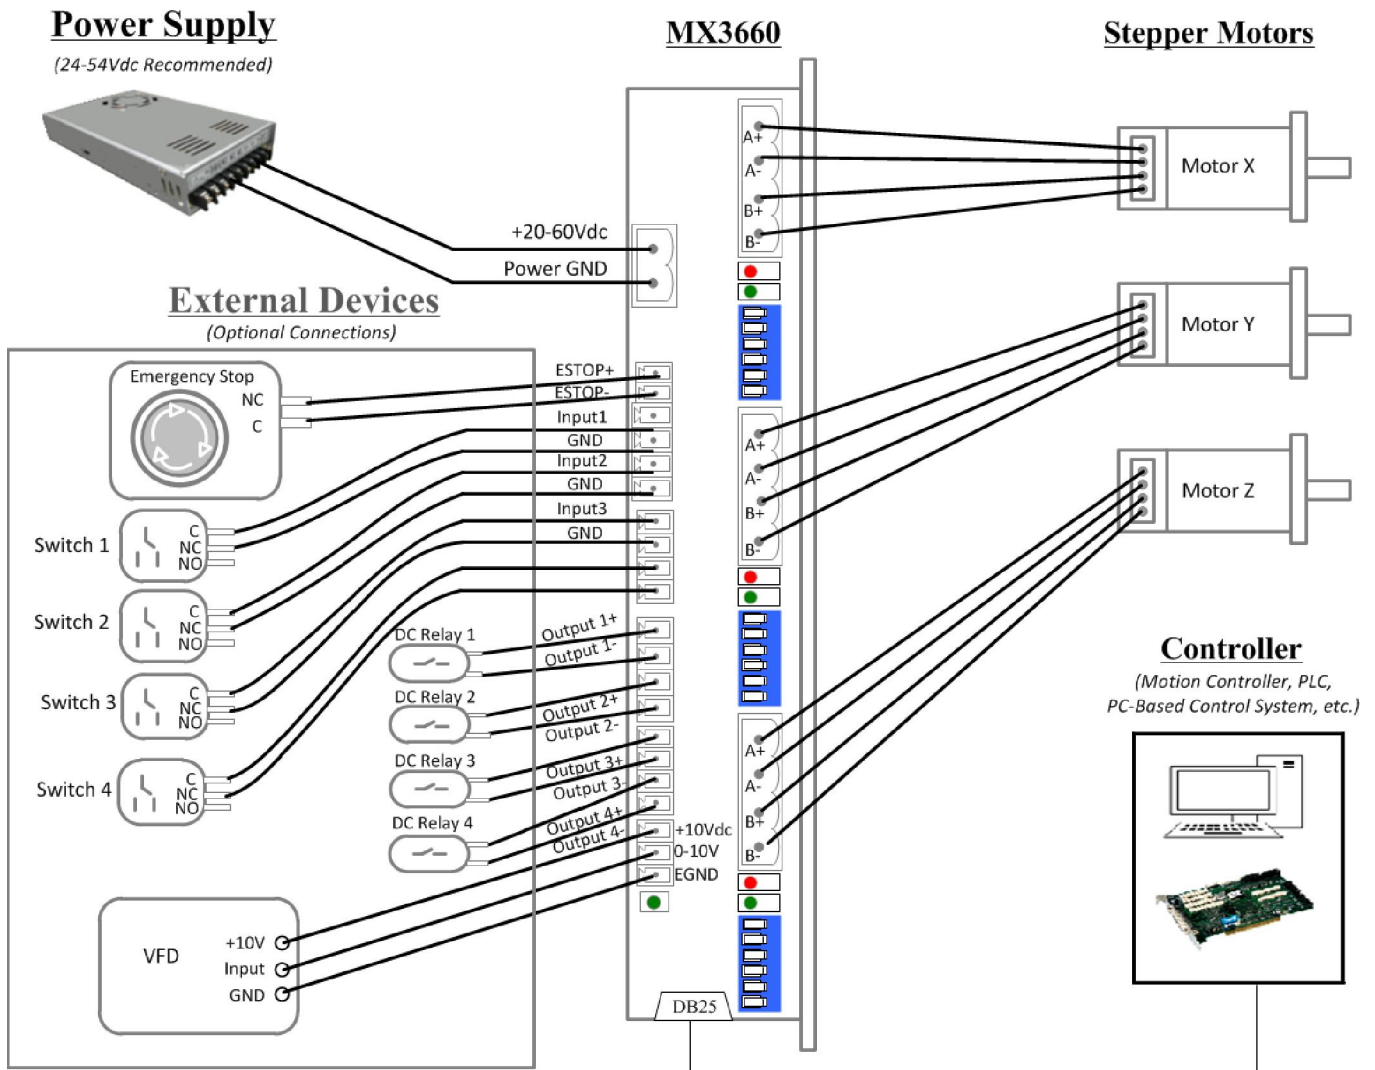 Power Supply
(24-54Vdc Recommended)
MX3660
Stepper Motors
A+
A-
B+
B-
Motor X
+20-60Vdc
Power GND
External Devices
(Optional Connections)
Motor Y
Emergency Stop
NC
C
ESTOP+
ESTOP-
Input1
GND
Input2
GND
Input3
GND
A+
A-
B+
B-
Motor Z
Switch 1
C
NC
NO
Switch 2
C
NC
NO
Switch 3
C
NC
NO
Switch 4
C
NC
NO
DC Relay 1
Output 1+
Output 1-
DC Relay 2
Output 2+
Output 2-
DC Relay 3
Output 3+
Output 3-
DC Relay 4
Output 4+
Output 4-
+10Vdc
0-10V
EGND
A+
A-
B+
B-
Controller
(Motion Controller, PLC,
PC-Based Control System, etc.)
VFD
+10V
Input
GND
DB25